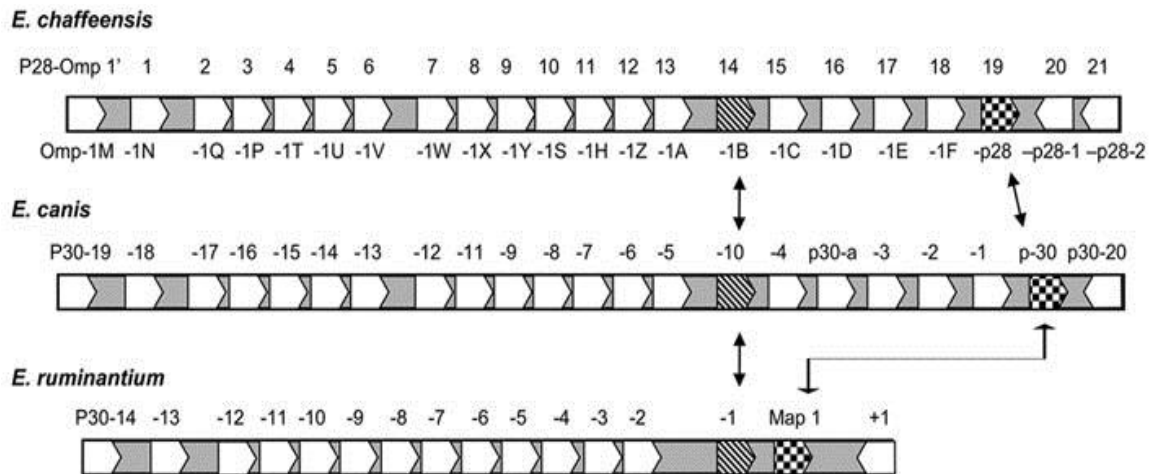 E. chaffeensis
P28-Omp 1' 1 2 3 4 5 6 7 8 9 10 11 12 13 14 15 16 17 18 19 20 21
Omp-1M -1N -1Q -1P -1T -1U -1V -1W -1X -1Y -1S -1H -1Z -1A -1B -1C -1D -1E -1F -p28 –p28-1 –p28-2
E. canis
P30-19 -18 -17 -16 -15 -14 -13 -12 -11 -9 -8 -7 -6 -5 -10 -4 p30-a -3 -2 -1 p-30 p30-20
E. ruminantium
P30-14 -13 -12 -11 -10 -9 -8 -7 -6 -5 -4 -3 -2 -1 Map 1 +1